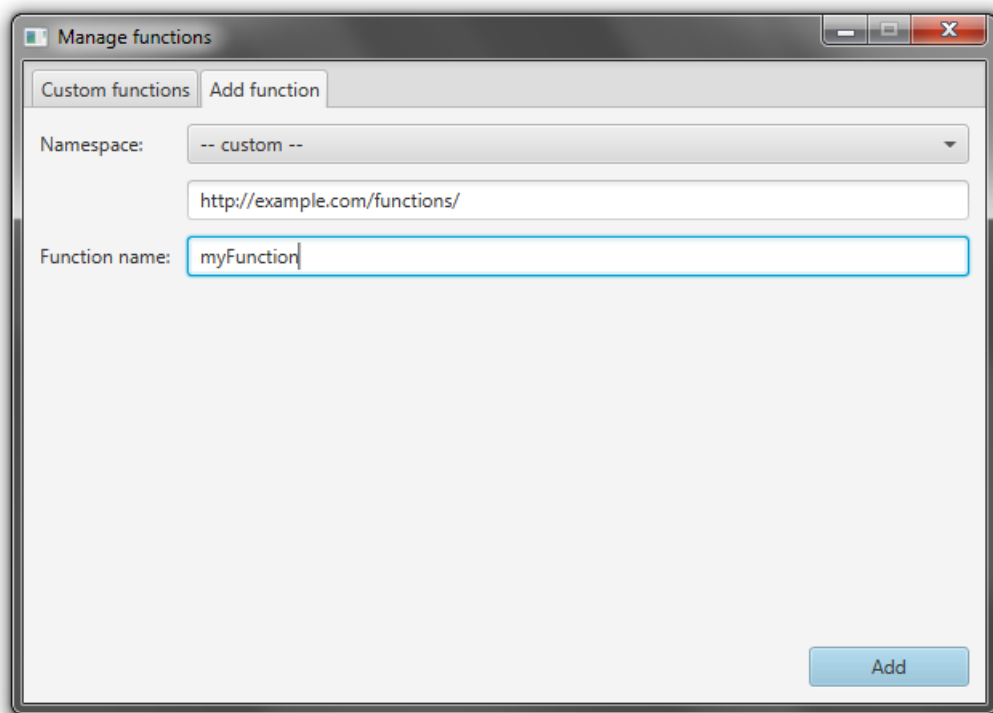 Manage functions
Custom functions Add function
Namespace: -- custom --
http://example.com/functions/
Function name: myFunction
Add